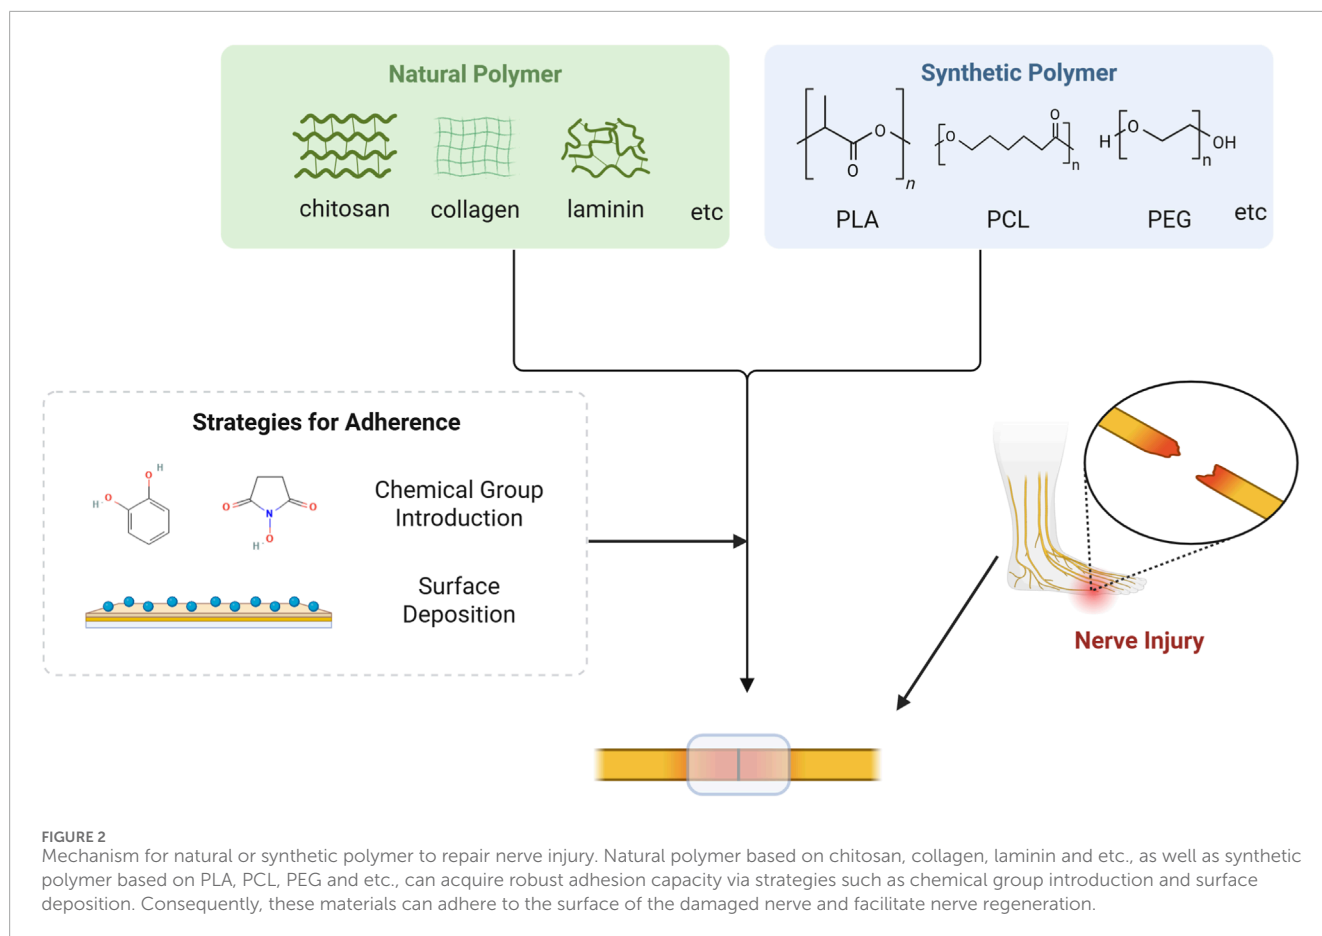 Natural Polymer
chitosan
collagen
laminin
etc
Synthetic Polymer
O
O
n
PLA
O
O
n
PCL
H
O
OH
n
PEG
etc
Strategies for Adherence
H
O
O
H
O
O
N
O
H
Chemical Group
Introduction
Surface
Deposition
Nerve Injury
FIGURE 2
Mechanism for natural or synthetic polymer to repair nerve injury. Natural polymer based on chitosan, collagen, laminin and etc., as well as synthetic
polymer based on PLA, PCL, PEG and etc., can acquire robust adhesion capacity via strategies such as chemical group introduction and surface
deposition. Consequently, these materials can adhere to the surface of the damaged nerve and facilitate nerve regeneration.